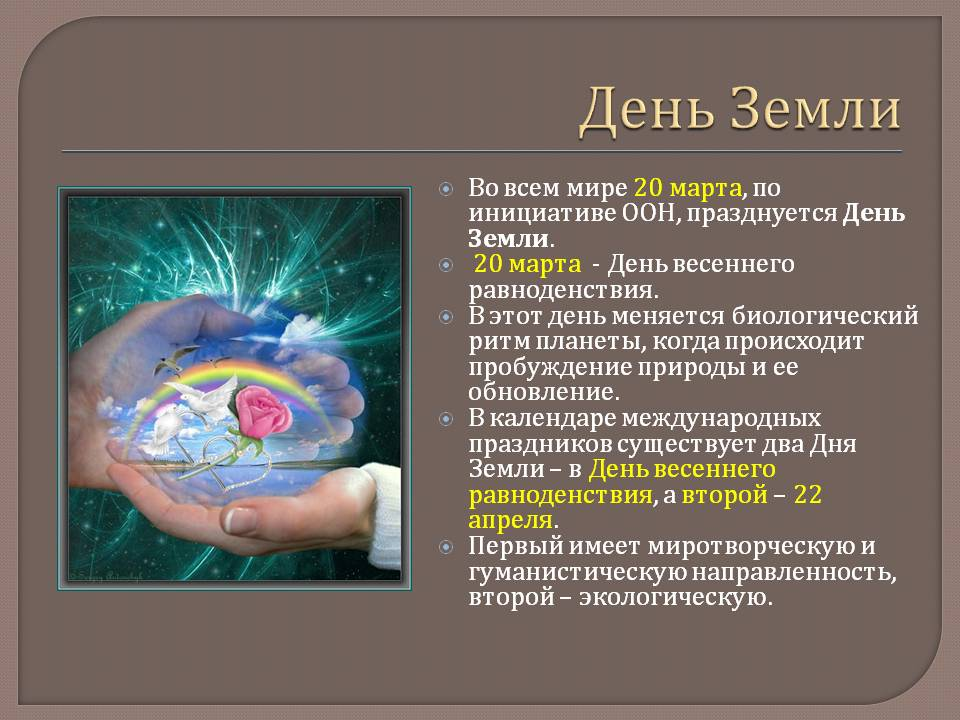 День Земли
Во всем мире 20 марта, по
инициативе ООН, празднуется День
Земли.
20 марта - День весеннего
равноденствия.
В этот день меняется биологический
ритм планеты, когда происходит
пробуждение природы и ее
обновление.
В календаре международных
праздников существует два Дня
Земли – в День весеннего
равноденствия, а второй – 22
апреля.
Первый имеет миротворческую и
гуманистическую направленность,
второй – экологическую.